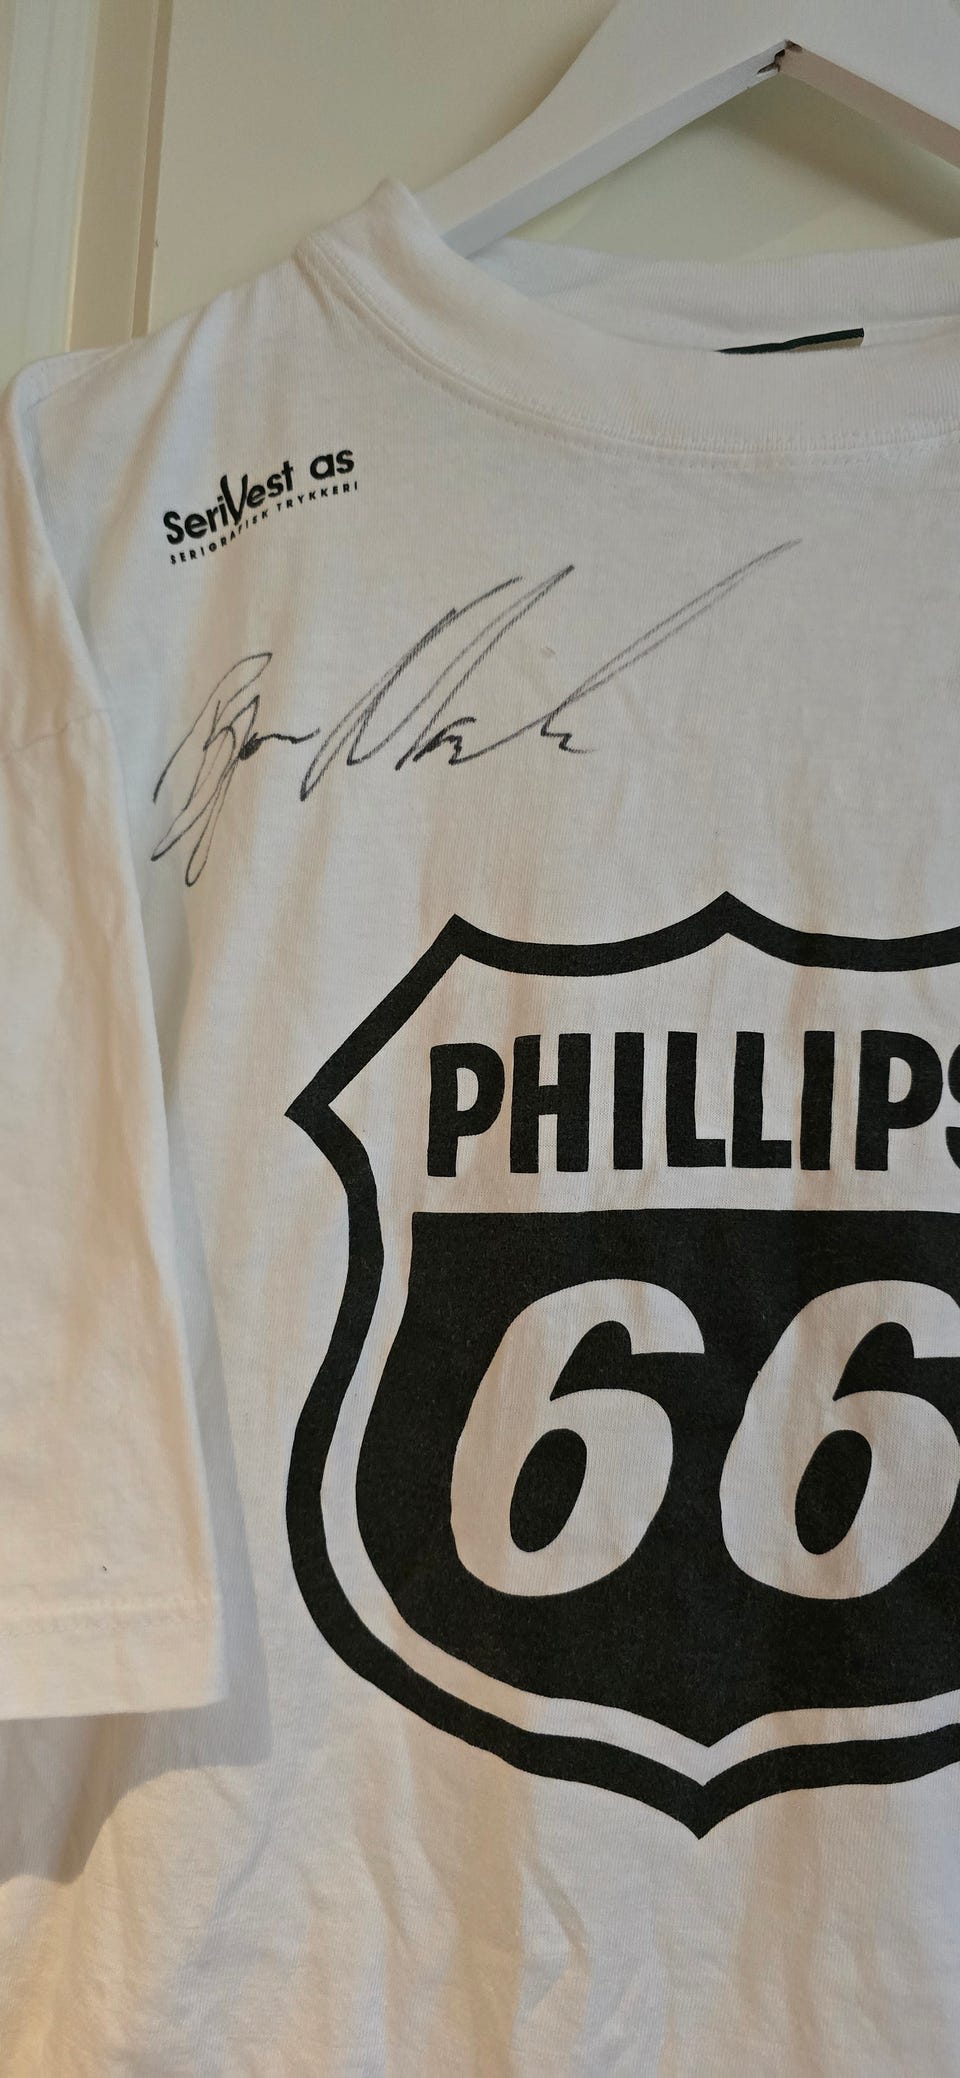 SeriVest as
SERIGRAFISK TRYKKERI
PHILLIPS
66